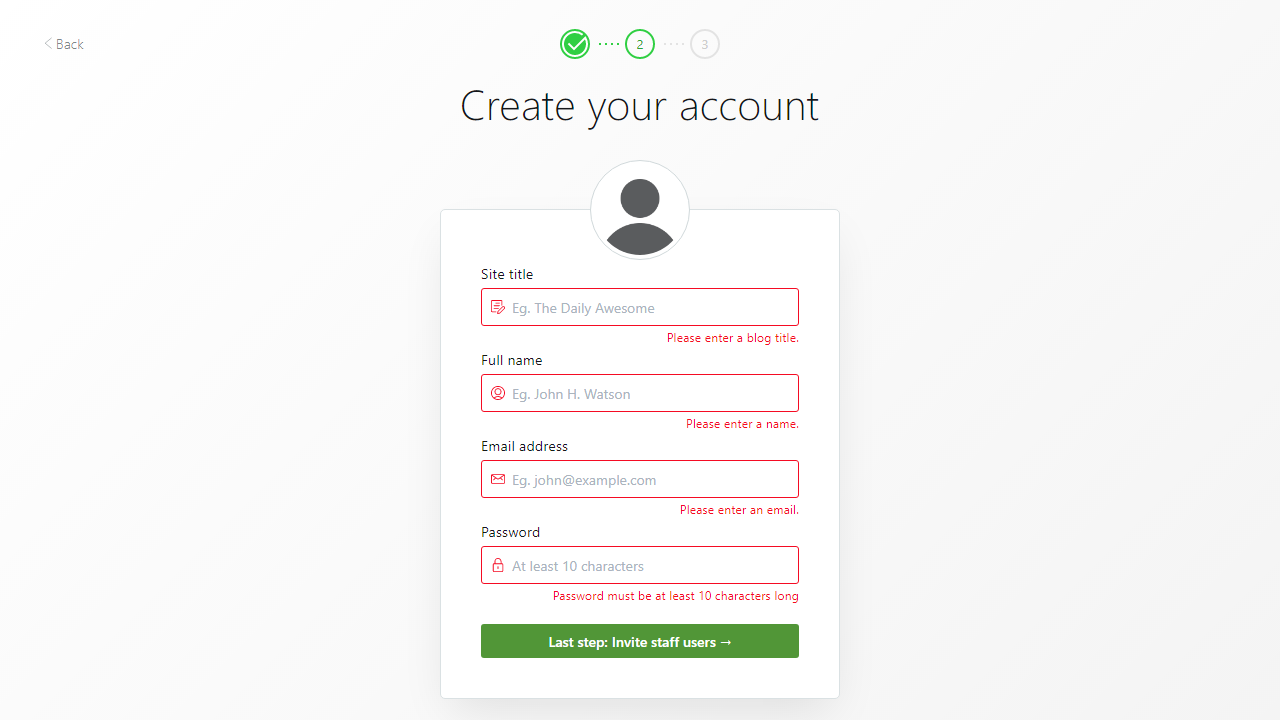 Back
2
3
Create your account
Site title
Eg. The Daily Awesome
Please enter a blog title.
Full name
Eg. John H. Watson
Please enter a name.
Email address
Eg. john@example.com
Please enter an email.
Password
At least 10 characters
Password must be at least 10 characters long
Last step: Invite staff users →